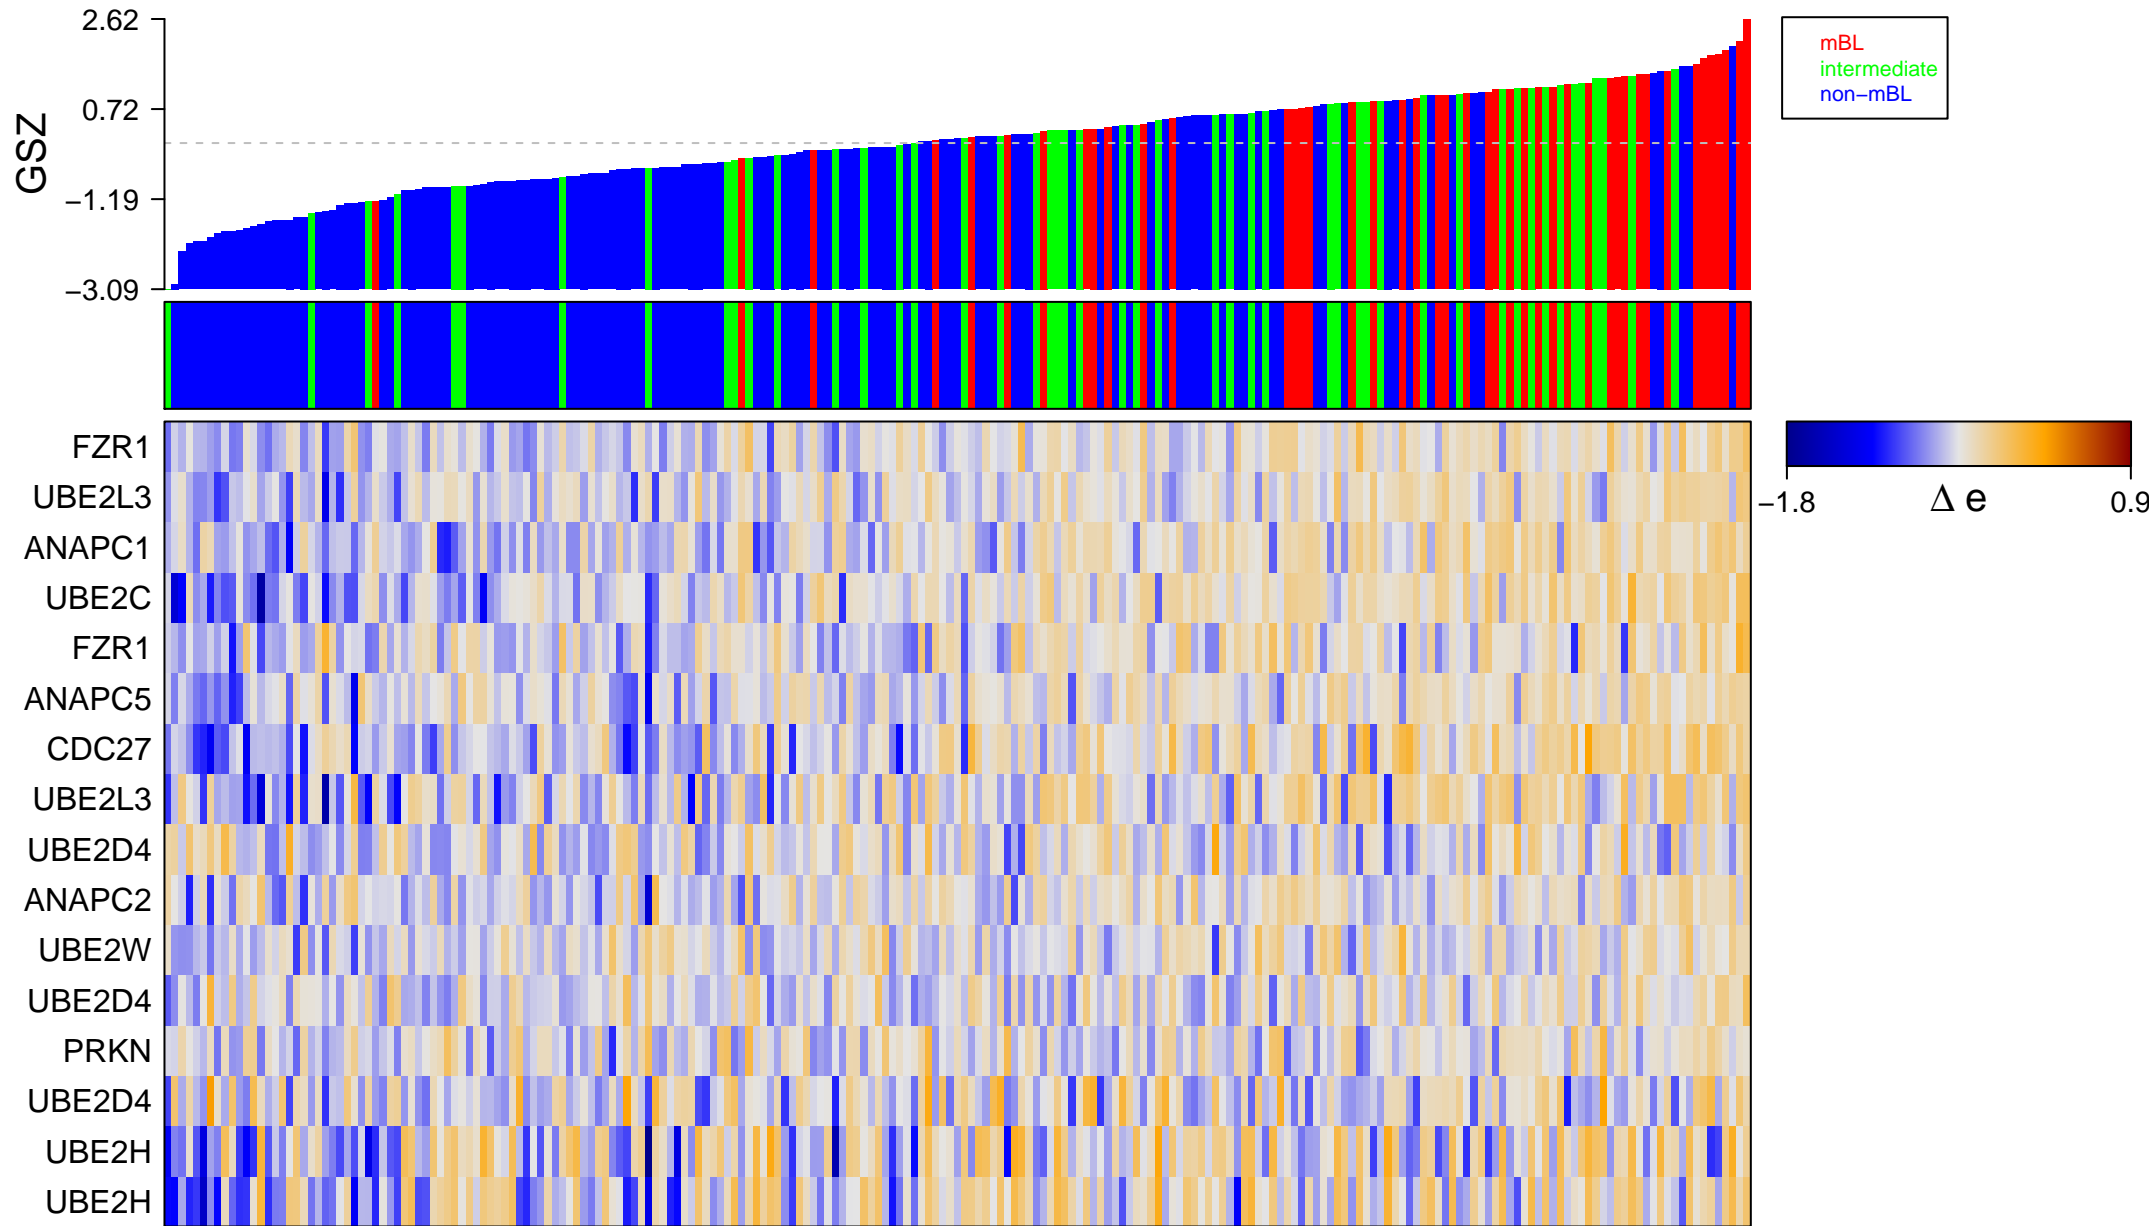 2.62
0.72
−1.19
−3.09
GSZ
mBL
intermediate
non−mBL
FZR1
UBE2L3
ANAPC1
UBE2C
FZR1
ANAPC5
CDC27
UBE2L3
UBE2D4
ANAPC2
UBE2W
UBE2D4
PRKN
UBE2D4
UBE2H
UBE2H
−1.8
Δ e
0.9